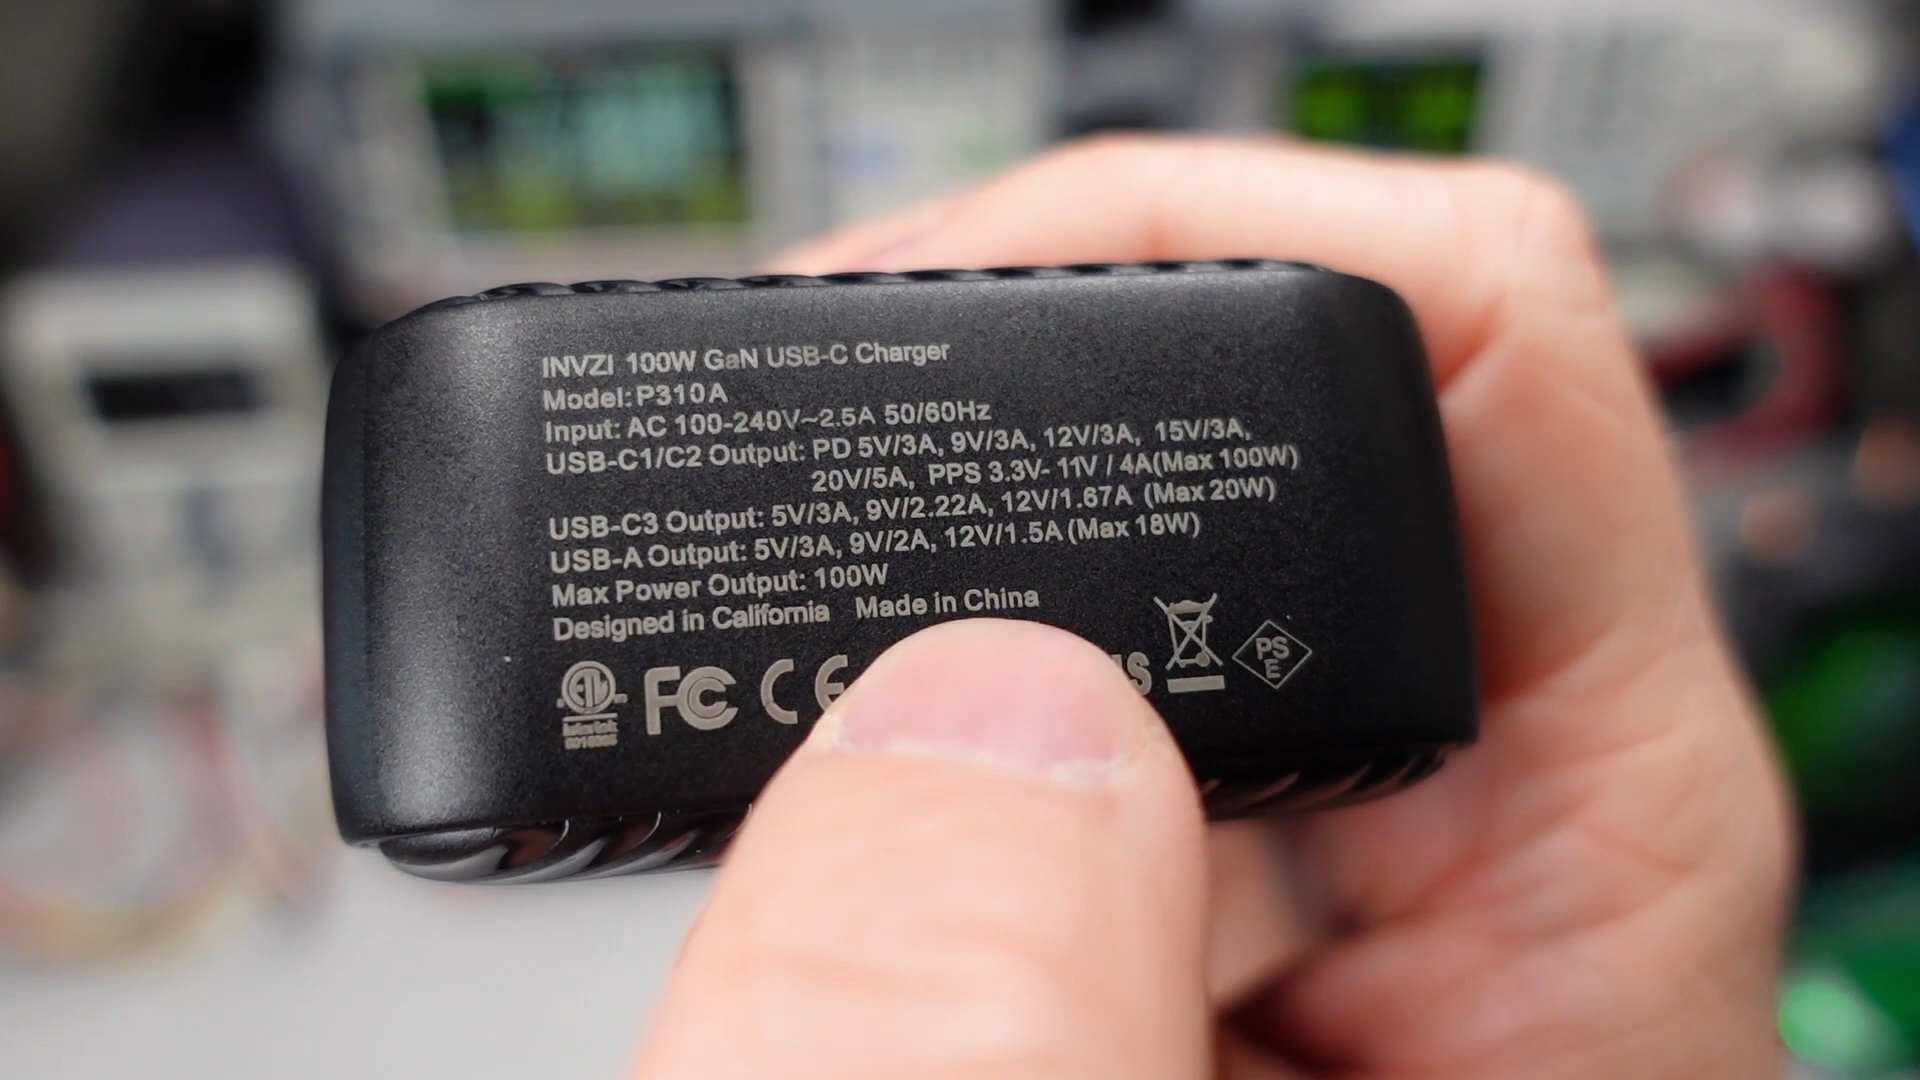 INVZI 100W GaN USB-C Charger
Model: P310A
Input: AC 100-240V~2.5A 50/60Hz
USB-C1/C2 Output: PD 5V/3A, 9V/3A, 12V/3A, 15V/3A,
20V/5A, PPS 3.3V- 11V / 4A(Max 100W)
USB-C3 Output: 5V/3A, 9V/2.22A, 12V/1.67A (Max 20W)
USB-A Output: 5V/3A, 9V/2A, 12V/1.5A (Max 18W)
Max Power Output: 100W
Designed in California Made in China
ETL FC CE PSE
Intertek